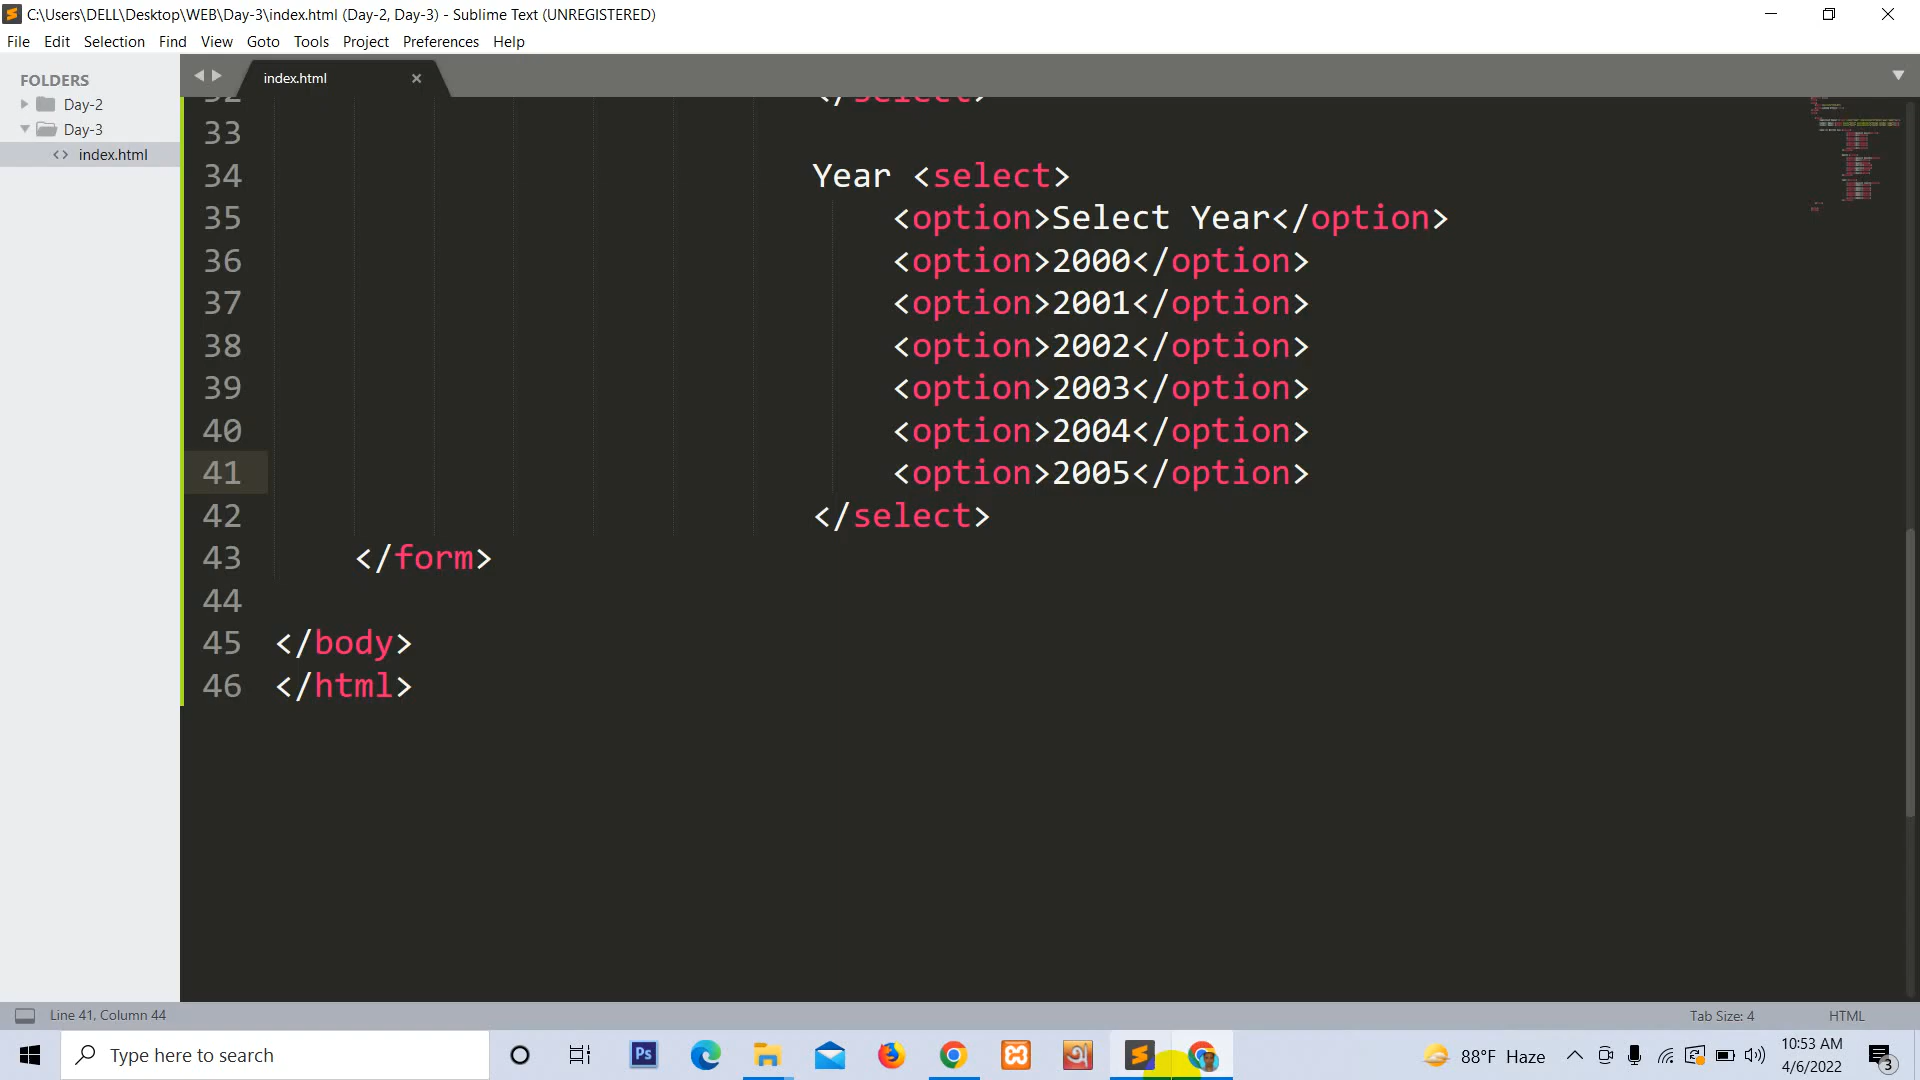 C:\Users\DELL\Desktop\WEB\Day-3\index.html (Day-2, Day-3) - Sublime Text (UNREGISTERED)
File Edit Selection Find View Goto Tools Project Preferences Help
FOLDERS
Day-2
Day-3
<> index.html
index.html
32 </select>
33
34 Year <select>
35 <option>Select Year</option>
36 <option>2000</option>
37 <option>2001</option>
38 <option>2002</option>
39 <option>2003</option>
40 <option>2004</option>
41 <option>2005</option>
42 </select>
43 </form>
44
45 </body>
46 </html>
Line 41, Column 44
Tab Size: 4
HTML
Type here to search
Ps
88°F Haze
10:53 AM
4/6/2022
3